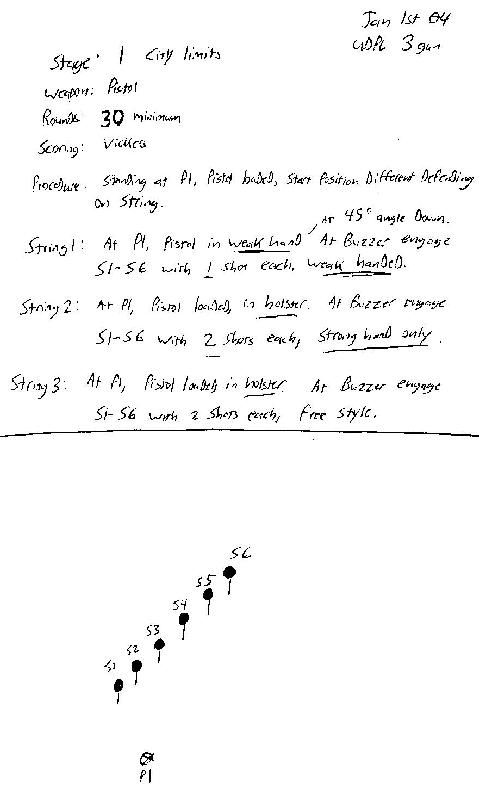 Jan 1st 04
UDPL 3 gun
Stage: 1 City limits
Weapon: Pistol
Rounds 30 minimum
Scoring: Vickers
Procedure. Standing at P1, Pistol loaded, Start Position Different Depending
on String.
At 45° angle Down.
String 1: At P1, Pistol in weak hand At Buzzer engage
S1-S6 with 1 shot each, weak handed.
String 2: At P1, Pistol loaded, in holster. At Buzzer engage
S1-S6 with 2 Shots each, Strong hand only.
String 3: At P1, Pistol loaded in holster. At Buzzer engage
S1-S6 with 2 Shots each, Free Style.
S6
S5
S4
S3
S2
S1
P1